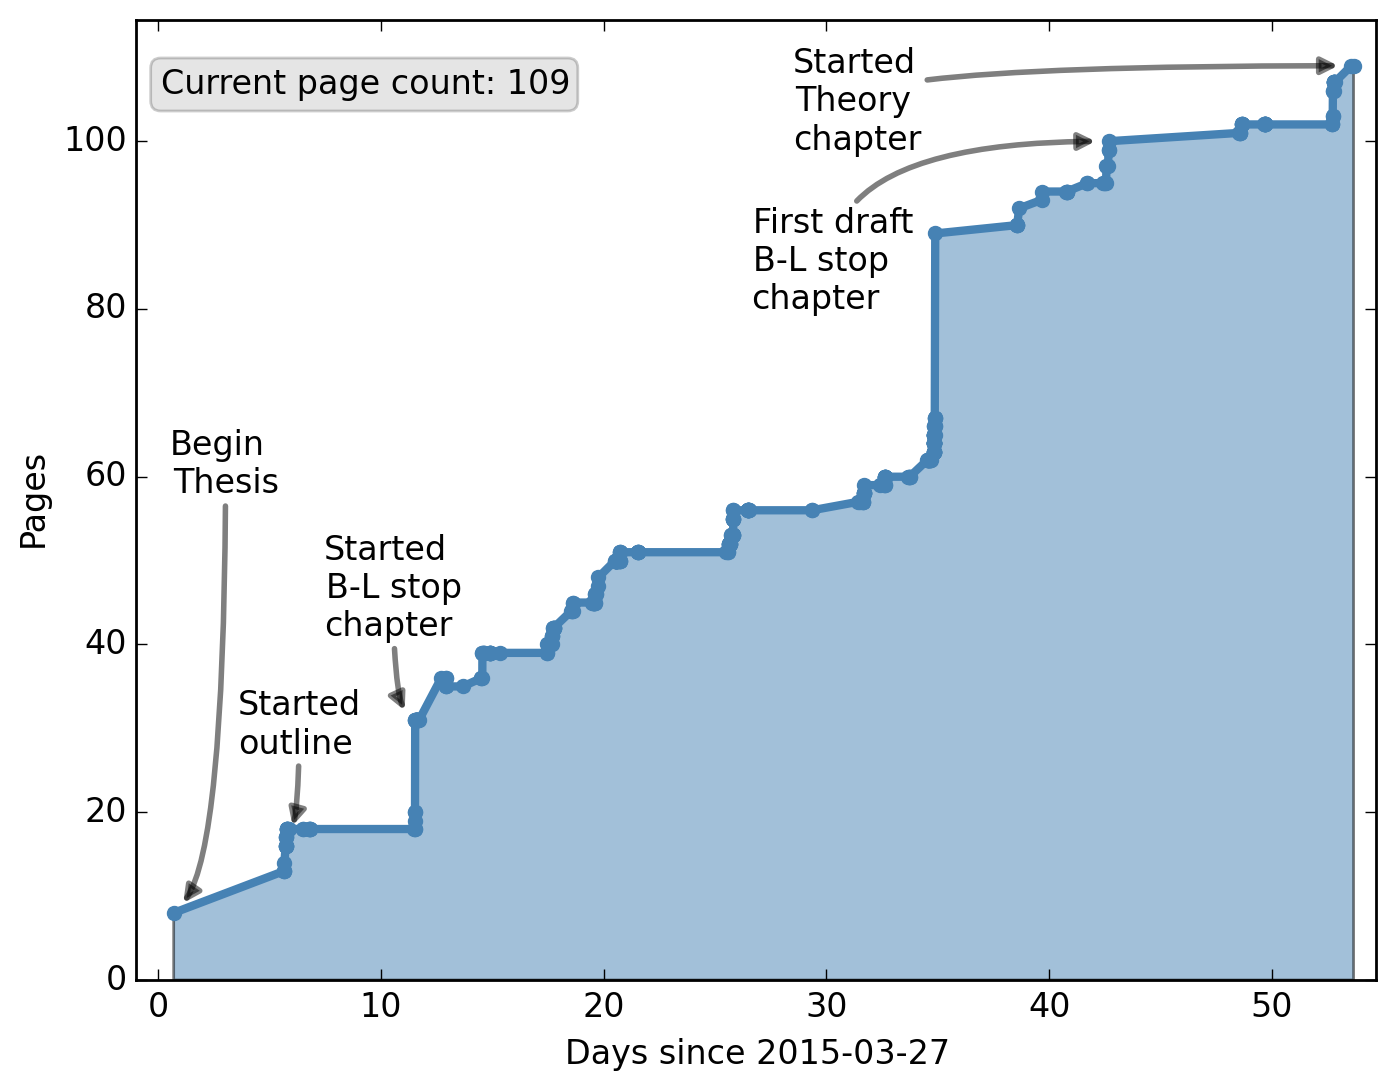 Current page count: 109
Started
Theory
chapter
First draft
B-L stop
chapter
Begin
Thesis
Started
B-L stop
chapter
Started
outline
Pages
100
80
60
40
20
0
0 10 20 30 40 50
Days since 2015-03-27